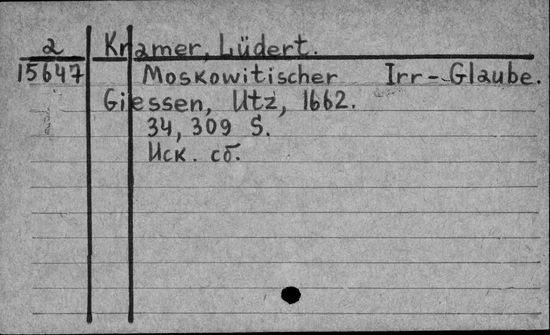 2 Kramer, Lüdert.
15647 Moskowitischer Irr-Glaube.
Giessen, Utz, 1662.
34, 309 S.
Иск. сб.